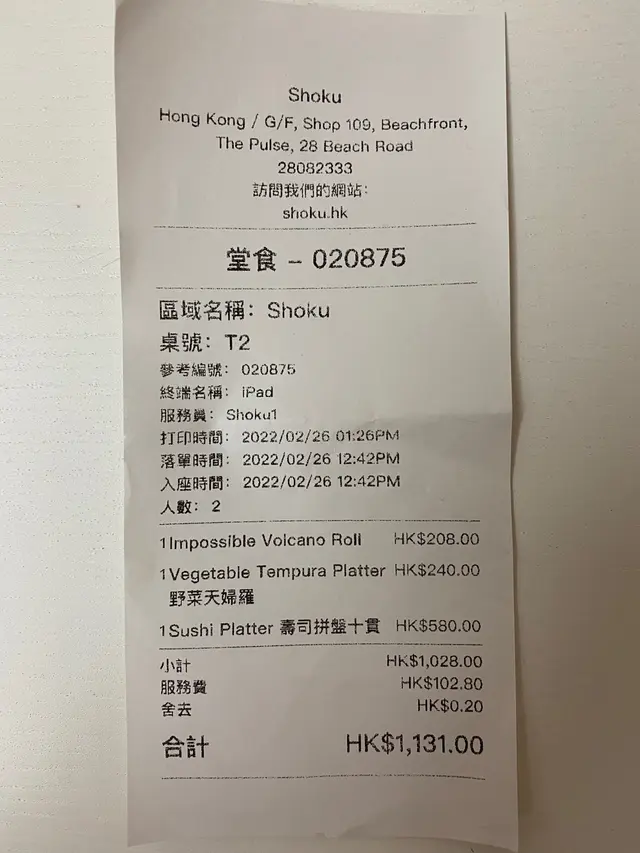 Shoku
Hong Kong / G/F, Shop 109, Beachfront,
The Pulse, 28 Beach Road
28082333
訪問我們的網站:
shoku.hk
堂食 – 020875
區域名稱: Shoku
桌號: T2
參考編號: 020875
終端名稱: iPad
服務員: Shoku1
打印時間: 2022/02/26 01:26PM
落單時間: 2022/02/26 12:42PM
入座時間: 2022/02/26 12:42PM
人數: 2
1 Impossible Volcano Roll HK$208.00
1 Vegetable Tempura Platter HK$240.00
野菜天婦羅
1 Sushi Platter 壽司拼盤十貫 HK$580.00
小計 HK$1,028.00
服務費 HK$102.80
舍去 HK$0.20
合計 HK$1,131.00